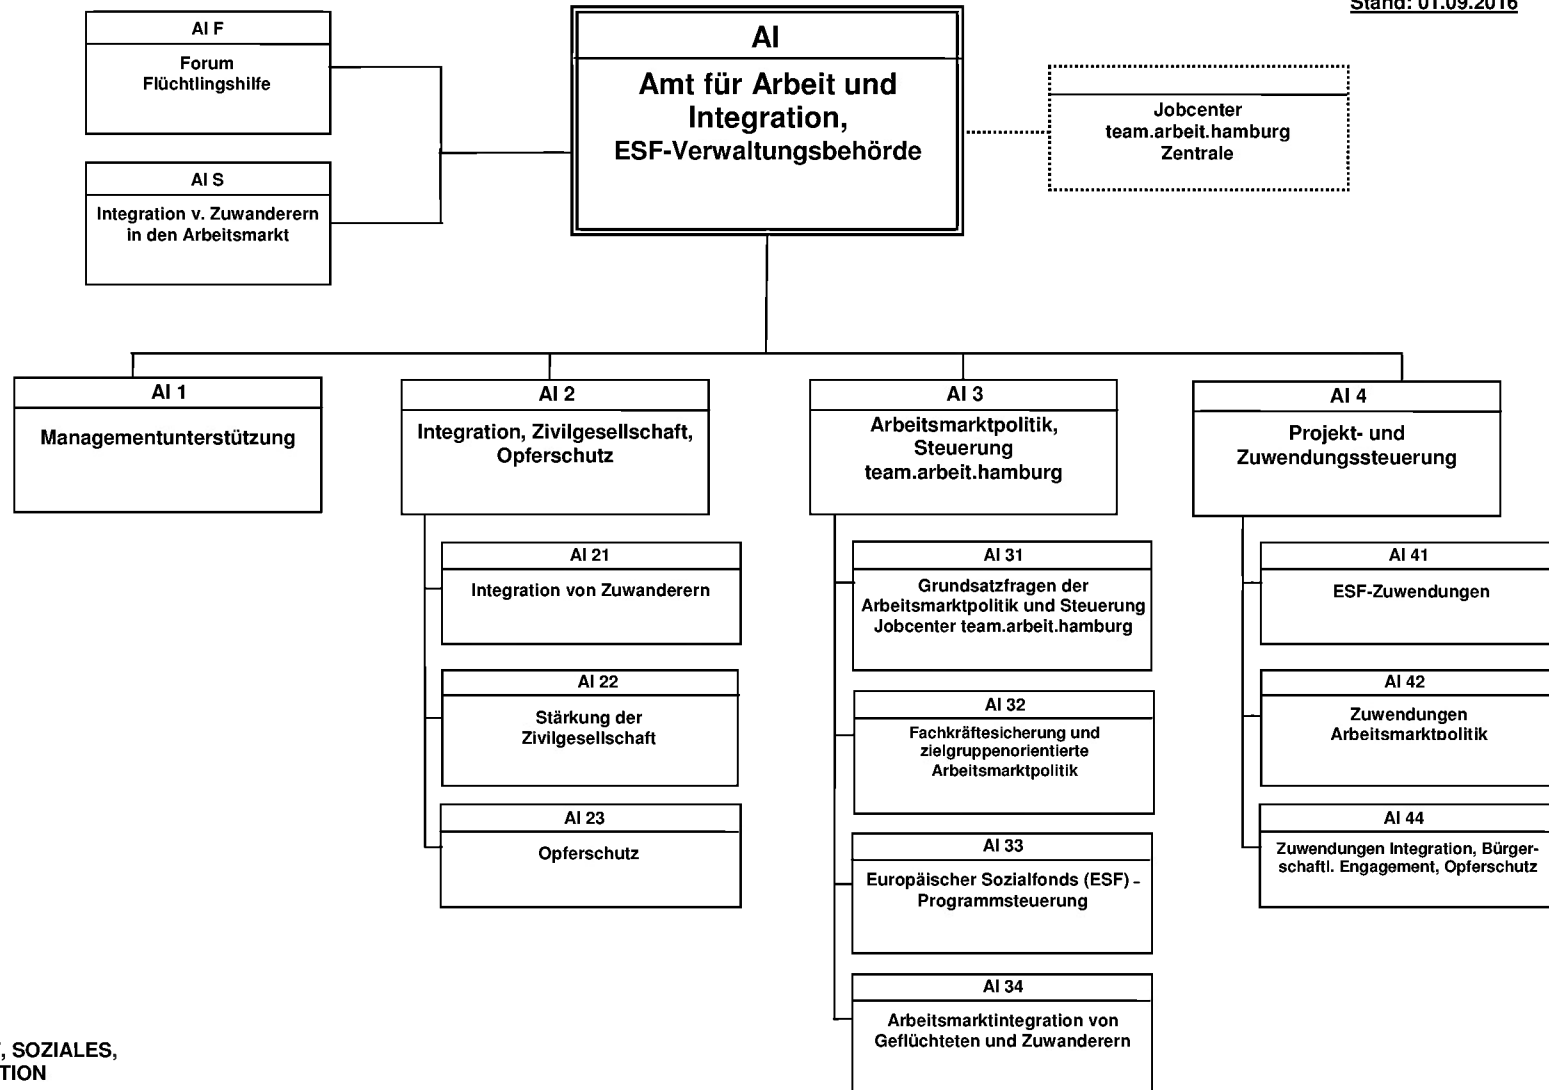 Stand: 01.09.2016
AI F
Forum
Flüchtlingshilfe
AI S
Integration v. Zuwanderern
in den Arbeitsmarkt
AI
Amt für Arbeit und
Integration,
ESF-Verwaltungsbehörde
Jobcenter
team.arbeit.hamburg
Zentrale
AI 1
Managementunterstützung
AI 2
Integration, Zivilgesellschaft,
Opferschutz
AI 21
Integration von Zuwanderern
AI 22
Stärkung der
Zivilgesellschaft
AI 23
Opferschutz
AI 3
Arbeitsmarktpolitik,
Steuerung
team.arbeit.hamburg
AI 31
Grundsatzfragen der
Arbeitsmarktpolitik und Steuerung
Jobcenter team.arbeit.hamburg
AI 32
Fachkräftesicherung und
zielgruppenorientierte
Arbeitsmarktpolitik
AI 33
Europäischer Sozialfonds (ESF) -
Programmsteuerung
AI 34
Arbeitsmarktintegration von
Geflüchteten und Zuwanderern
AI 4
Projekt- und
Zuwendungssteuerung
AI 41
ESF-Zuwendungen
AI 42
Zuwendungen
Arbeitsmarktpolitik
AI 44
Zuwendungen Integration, Bürger-
schaftl. Engagement, Opferschutz
, SOZIALES,
TION